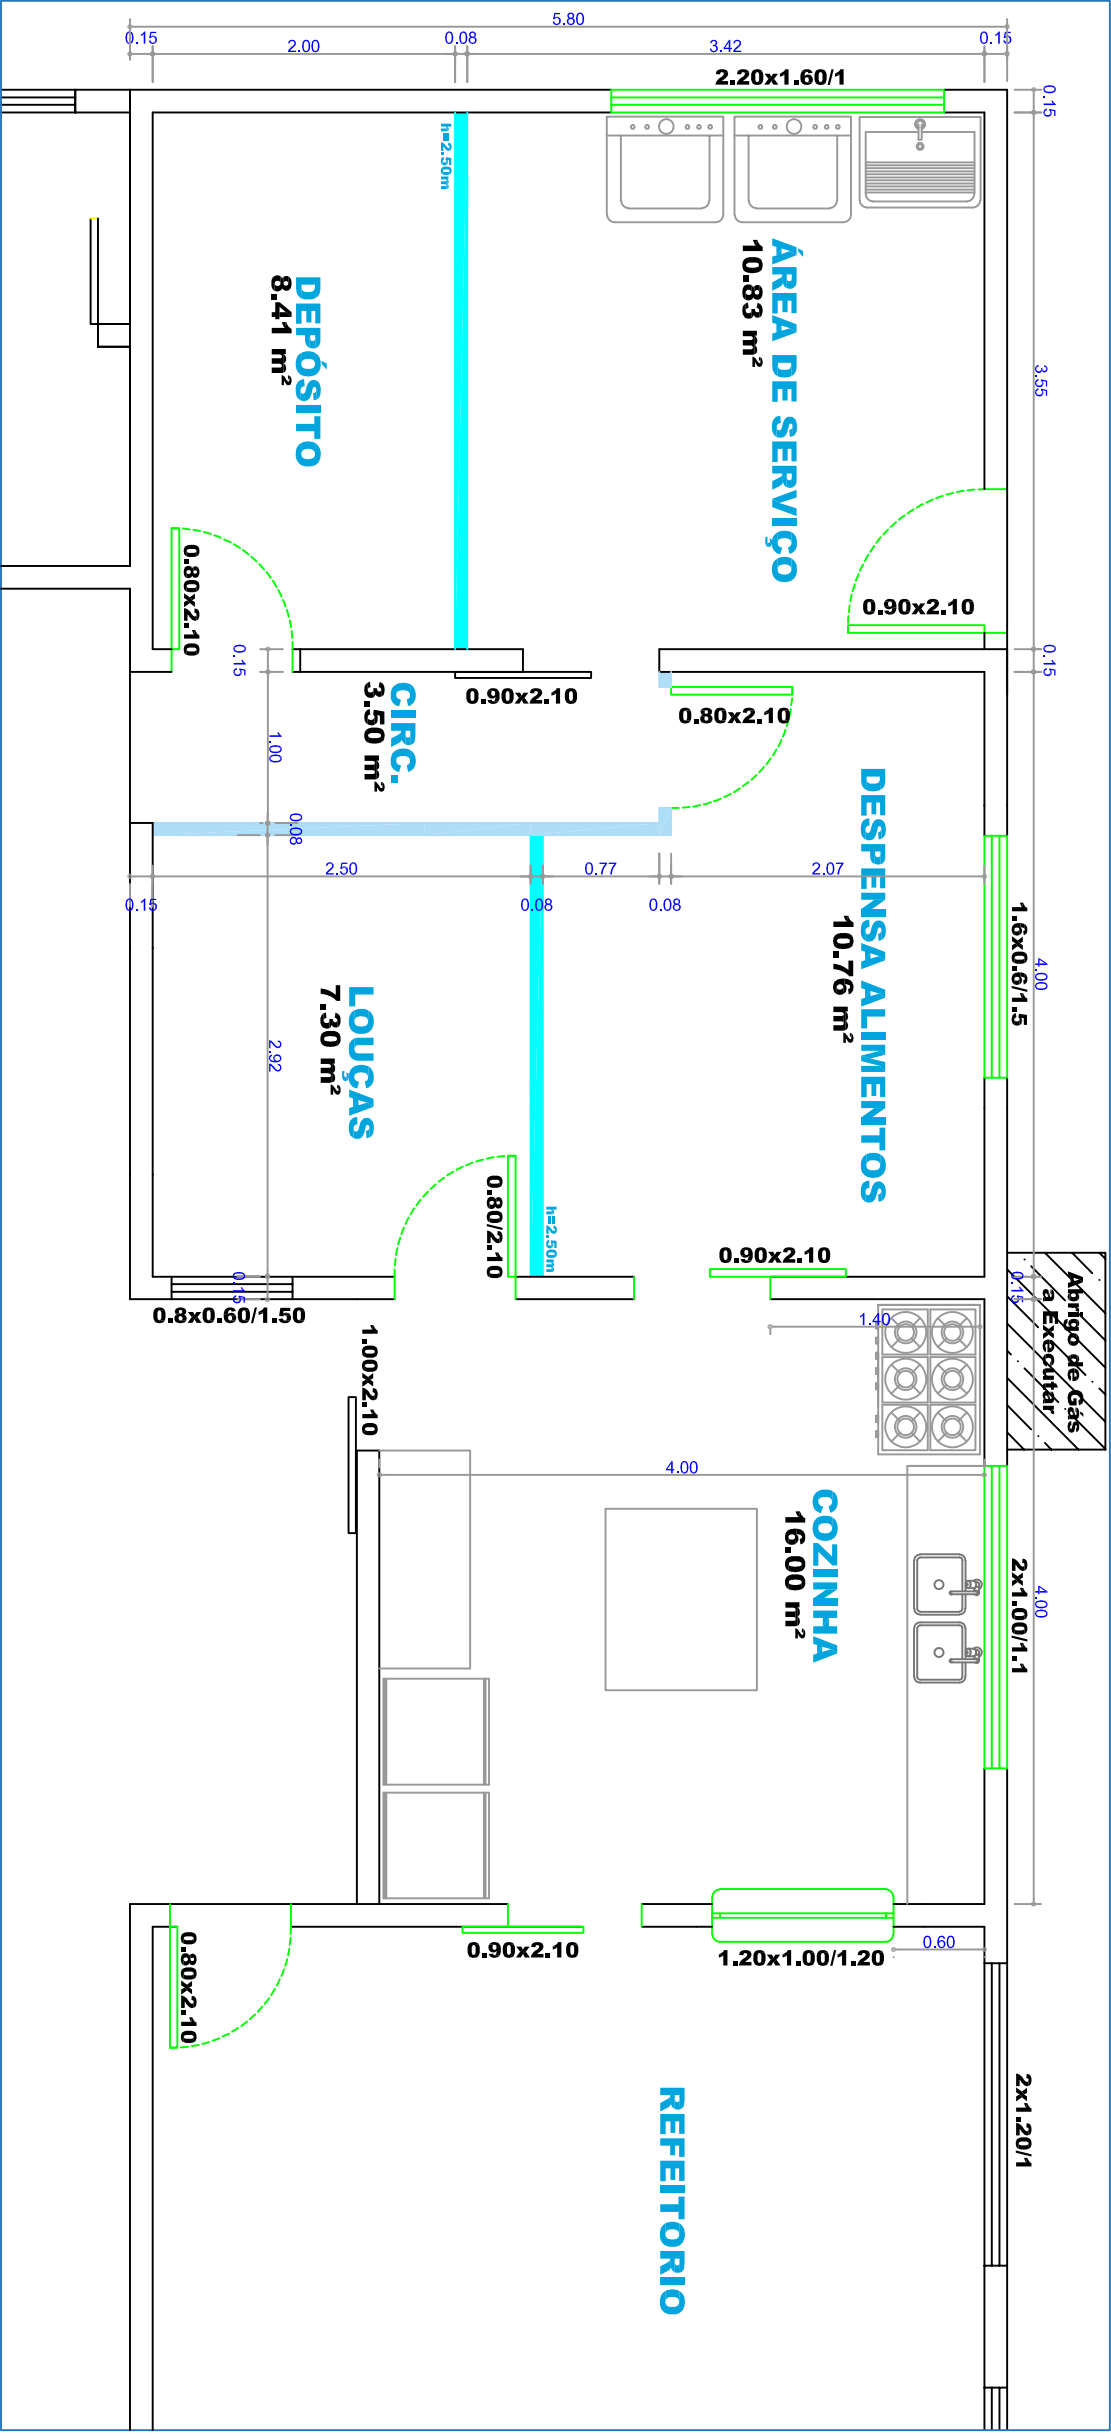 5.80
0.15
2.00
0.08
3.42
0.15
2.20x1.60/1
0.15
h=2.50m
ÁREA DE SERVIÇO
10.83 m²
DEPÓSITO
8.41 m²
3.55
0.80x2.10
0.90x2.10
0.15
0.15
CIRC.
3.50 m²
0.90x2.10
0.80x2.10
1.00
0.08
DESPENSA ALIMENTOS
10.76 m²
2.50
0.77
2.07
0.15
0.08
0.08
1.6x0.6/1.5
4.00
LOUÇAS
7.30 m²
2.92
0.80/2.10
h=2.50m
0.90x2.10
0.15
0.15
0.8x0.60/1.50
Abrigo de Gás
a Executar
1.40
1.00x2.10
4.00
COZINHA
16.00 m²
2x1.00/1.1
4.00
0.80x2.10
0.90x2.10
1.20x1.00/1.20
0.60
REFEITORIO
2x1.20/1